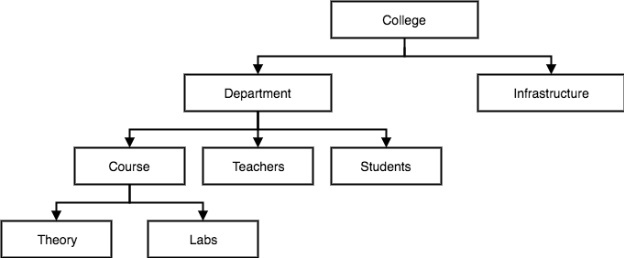 College
Department
Infrastructure
Course
Teachers
Students
Theory
Labs